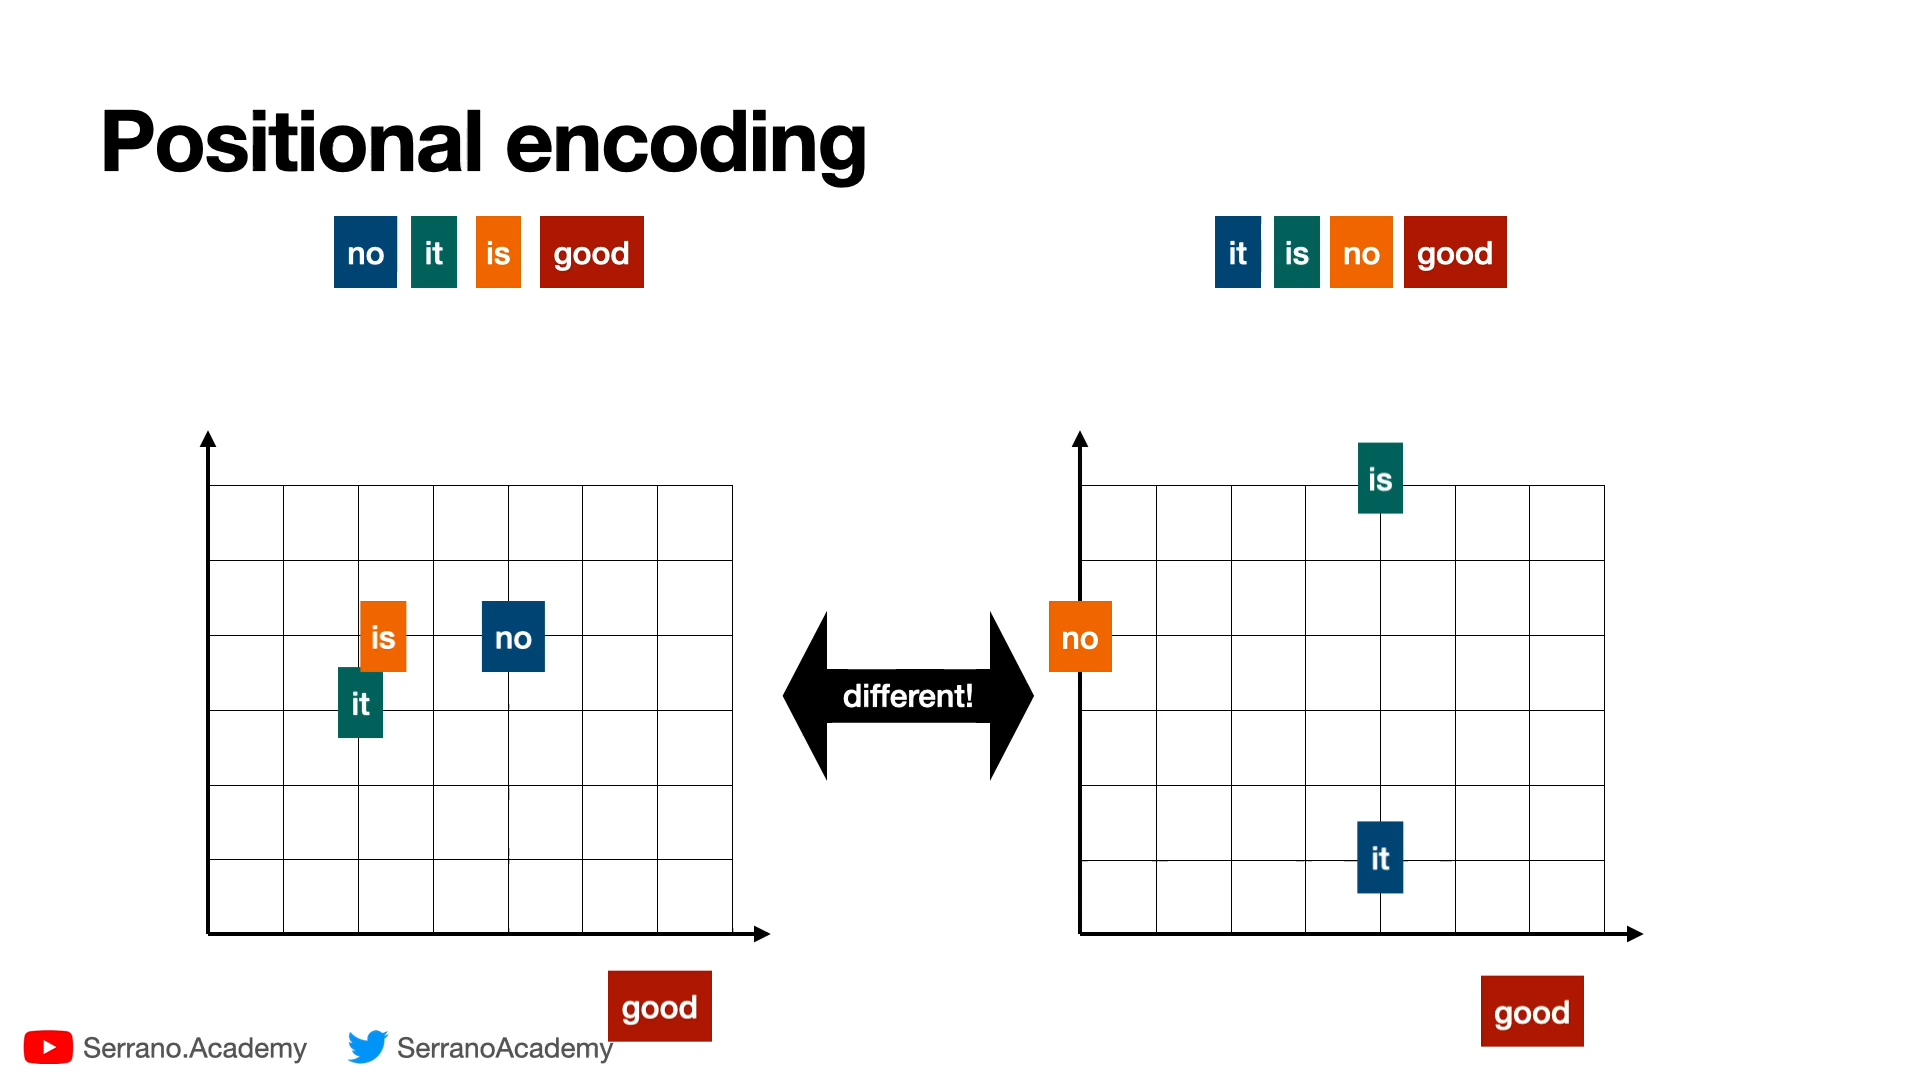 Positional encoding
no it is good
it is no good
is
is no
no
it
different!
it
good
good
Serrano.Academy SerranoAcademy